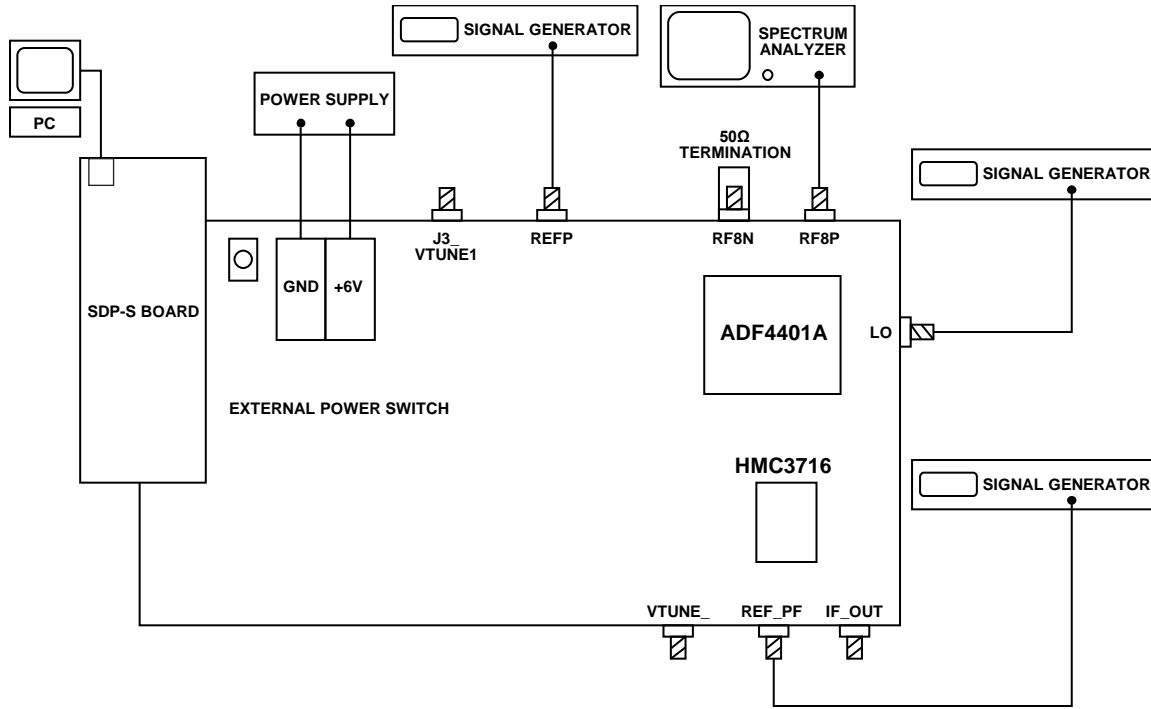 SIGNAL GENERATOR
SPECTRUM
ANALYZER
PC
POWER SUPPLY
50Ω
TERMINATION
SIGNAL GENERATOR
J3_
VTUNE1
REFP
RF8N
RF8P
GND
+6V
SDP-S BOARD
ADF4401A
LO
EXTERNAL POWER SWITCH
HMC3716
SIGNAL GENERATOR
VTUNE_
REF_PF
IF_OUT